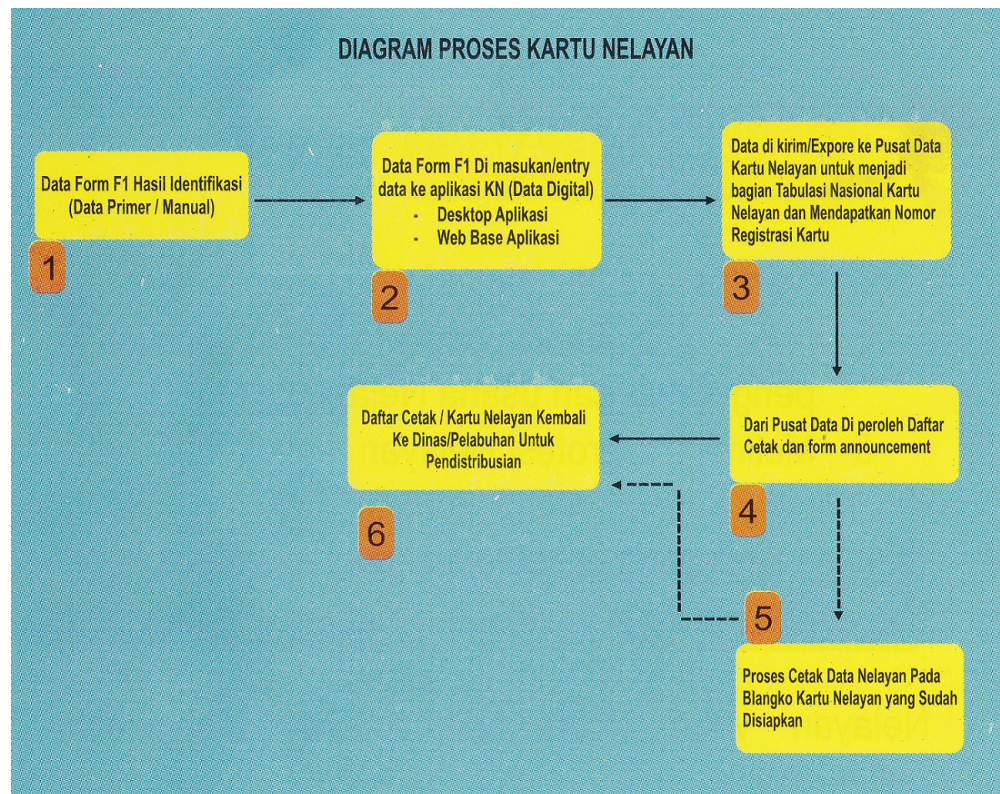 DIAGRAM PROSES KARTU NELAYAN
Data Form F1 Hasil Identifikasi
(Data Primer / Manual)
1
Data Form F1 Di masukan/entry
data ke aplikasi KN (Data Digital)
- Desktop Aplikasi
- Web Base Aplikasi
2
Data di kirim/Expore ke Pusat Data
Kartu Nelayan untuk menjadi
bagian Tabulasi Nasional Kartu
Nelayan dan Mendapatkan Nomor
Registrasi Kartu
3
Dari Pusat Data Di peroleh Daftar
Cetak dan form announcement
4
5
Proses Cetak Data Nelayan Pada
Blangko Kartu Nelayan yang Sudah
Disiapkan
Daftar Cetak / Kartu Nelayan Kembali
Ke Dinas/Pelabuhan Untuk
Pendistribusian
6